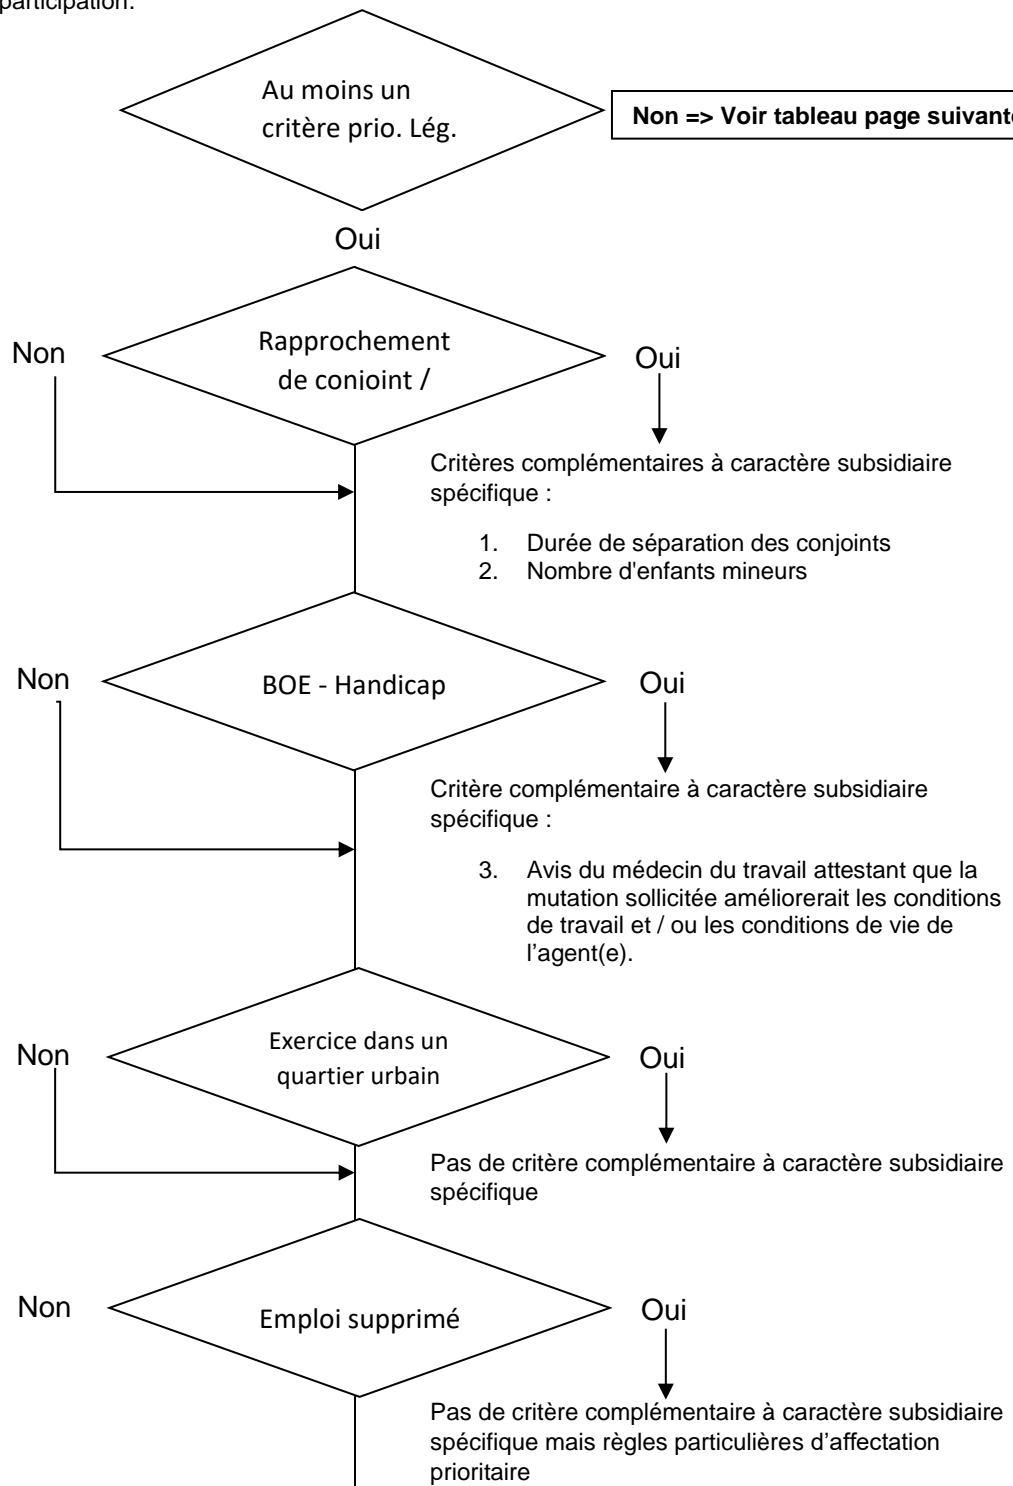 participation.
Au moins un
critère prio. Lég.
Non => Voir tableau page suivante
Oui
Non
Rapprochement
de conjoint /
Oui
Critères complémentaires à caractère subsidiaire
spécifique :
1. Durée de séparation des conjoints
2. Nombre d'enfants mineurs
Non
BOE - Handicap
Oui
Critère complémentaire à caractère subsidiaire
spécifique :
3. Avis du médecin du travail attestant que la
mutation sollicitée améliorerait les conditions
de travail et / ou les conditions de vie de
l’agent(e).
Non
Exercice dans un
quartier urbain
Oui
Pas de critère complémentaire à caractère subsidiaire
spécifique
Non
Emploi supprimé
Oui
Pas de critère complémentaire à caractère subsidiaire
spécifique mais règles particulières d’affectation
prioritaire